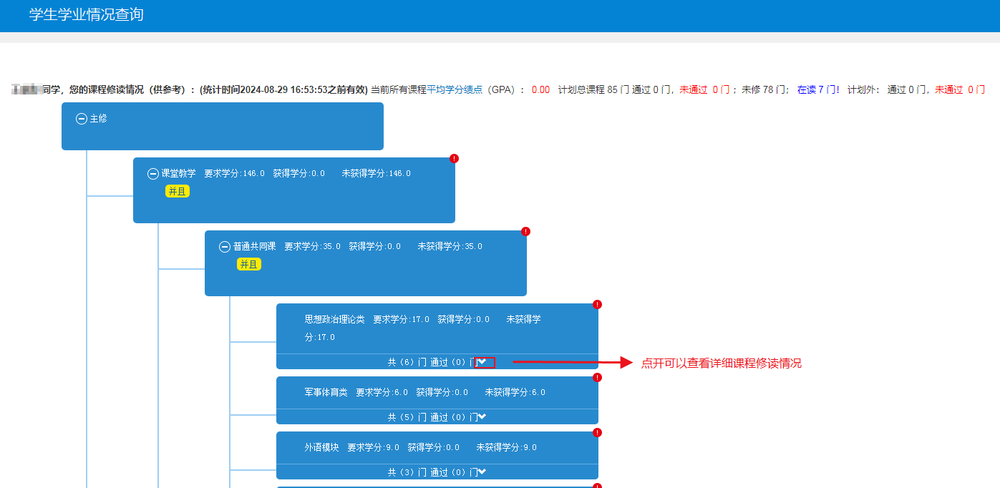 学生学业情况查询
同学，您的课程修读情况（供参考）：(统计时间2024-08-29 16:53:53之前有效) 当前所有课程平均学分绩点（GPA）： 0.00 计划总课程 85 门 通过 0 门，未通过 0 门； 未修 78 门； 在读 7 门！ 计划外： 通过 0 门，未通过 0 门
主修
课堂教学 要求学分:146.0 获得学分:0.0 未获得学分:146.0
并且
普通共同课 要求学分:35.0 获得学分:0.0 未获得学分:35.0
并且
思想政治理论类 要求学分:17.0 获得学分:0.0 未获得学
分:17.0
共（6）门 通过（0）门
点开可以查看详细课程修读情况
军事体育类 要求学分:6.0 获得学分:0.0 未获得学分:6.0
共（5）门 通过（0）门
外语模块 要求学分:9.0 获得学分:0.0 未获得学分:9.0
共（3）门 通过（0）门